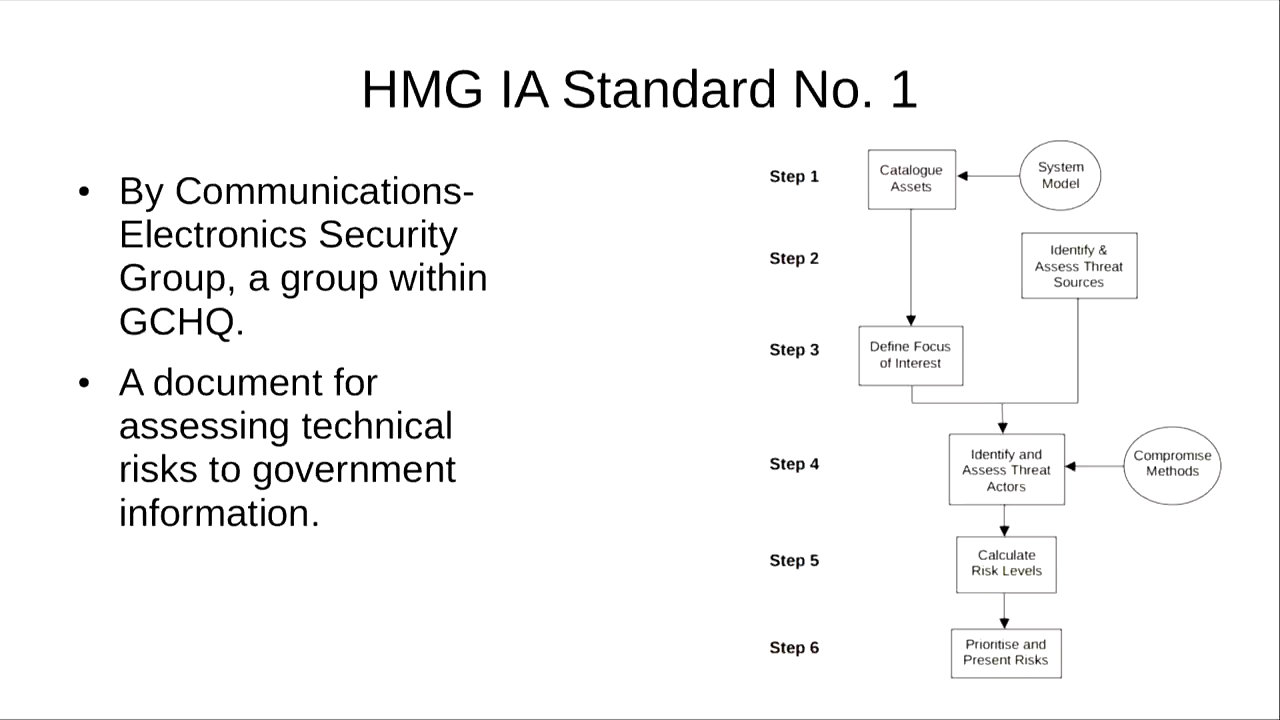 HMG IA Standard No. 1
• By Communications-
Electronics Security
Group, a group within
GCHQ.
• A document for
assessing technical
risks to government
information.
Step 1
Catalogue
Assets
System
Model
Step 2
Identify &
Assess Threat
Sources
Step 3
Define Focus
of Interest
Step 4
Identify and
Assess Threat
Actors
Compromise
Methods
Step 5
Calculate
Risk Levels
Step 6
Prioritise and
Present Risks